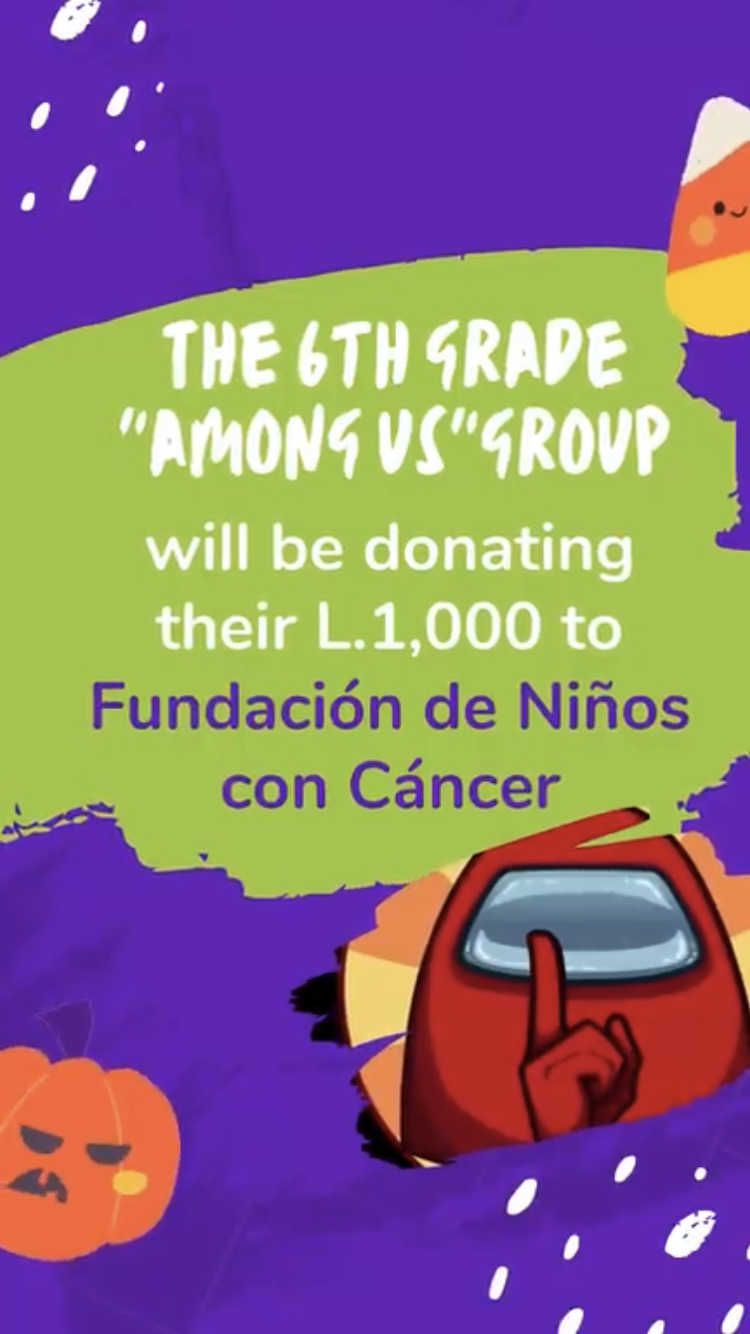 THE 6TH GRADE
"AMONG US"GROUP
will be donating
their L.1,000 to
Fundación de Niños
con Cáncer